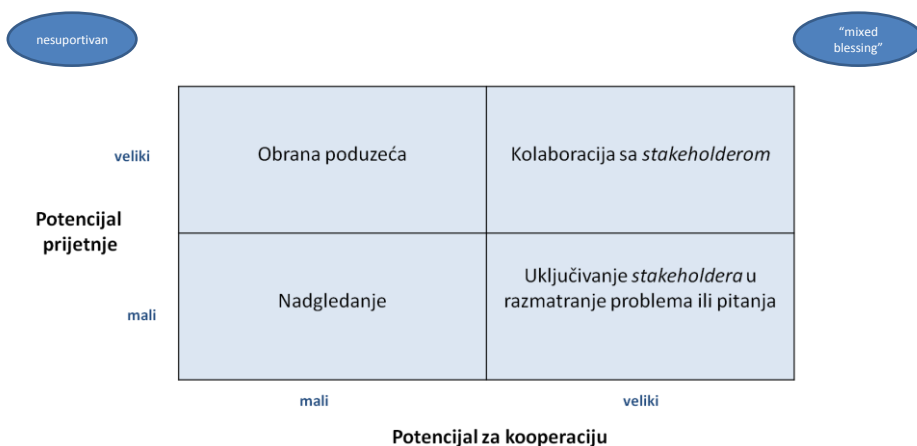 nesuportivan
“mixed
blessing”
veliki
Obrana poduzeća
Kolaboracija sa stakeholderom
Potencijal
prijetnje
mali
Nadgledanje
Uključivanje stakeholdera u
razmatranje problema ili pitanja
mali
veliki
Potencijal za kooperaciju